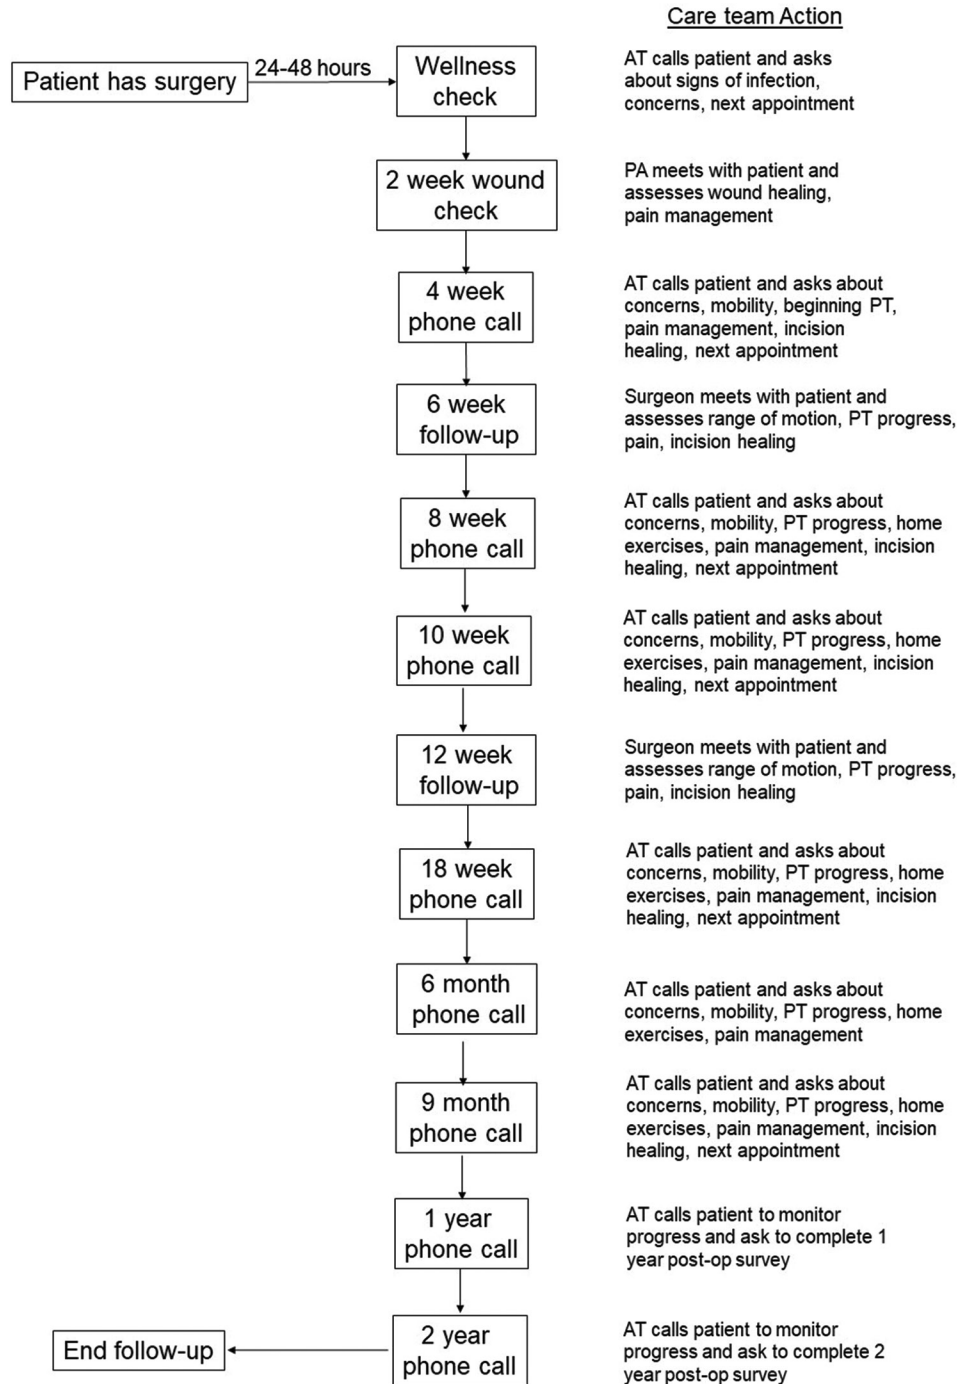 Care team Action
Patient has surgery
24-48 hours
Wellness
check
AT calls patient and asks
about signs of infection,
concerns, next appointment
2 week wound
check
PA meets with patient and
assesses wound healing,
pain management
4 week
phone call
AT calls patient and asks about
concerns, mobility, beginning PT,
pain management, incision
healing, next appointment
6 week
follow-up
Surgeon meets with patient and
assesses range of motion, PT progress,
pain, incision healing
8 week
phone call
AT calls patient and asks about
concerns, mobility, PT progress, home
exercises, pain management, incision
healing, next appointment
10 week
phone call
AT calls patient and asks about
concerns, mobility, PT progress, home
exercises, pain management, incision
healing, next appointment
12 week
follow-up
Surgeon meets with patient and
assesses range of motion, PT progress,
pain, incision healing
18 week
phone call
AT calls patient and asks about
concerns, mobility, PT progress, home
exercises, pain management, incision
healing, next appointment
6 month
phone call
AT calls patient and asks about
concerns, mobility, PT progress, home
exercises, pain management
9 month
phone call
AT calls patient and asks about
concerns, mobility, PT progress, home
exercises, pain management, incision
healing, next appointment
1 year
phone call
AT calls patient to monitor
progress and ask to complete 1
year post-op survey
2 year
phone call
End follow-up
AT calls patient to monitor
progress and ask to complete 2
year post-op survey